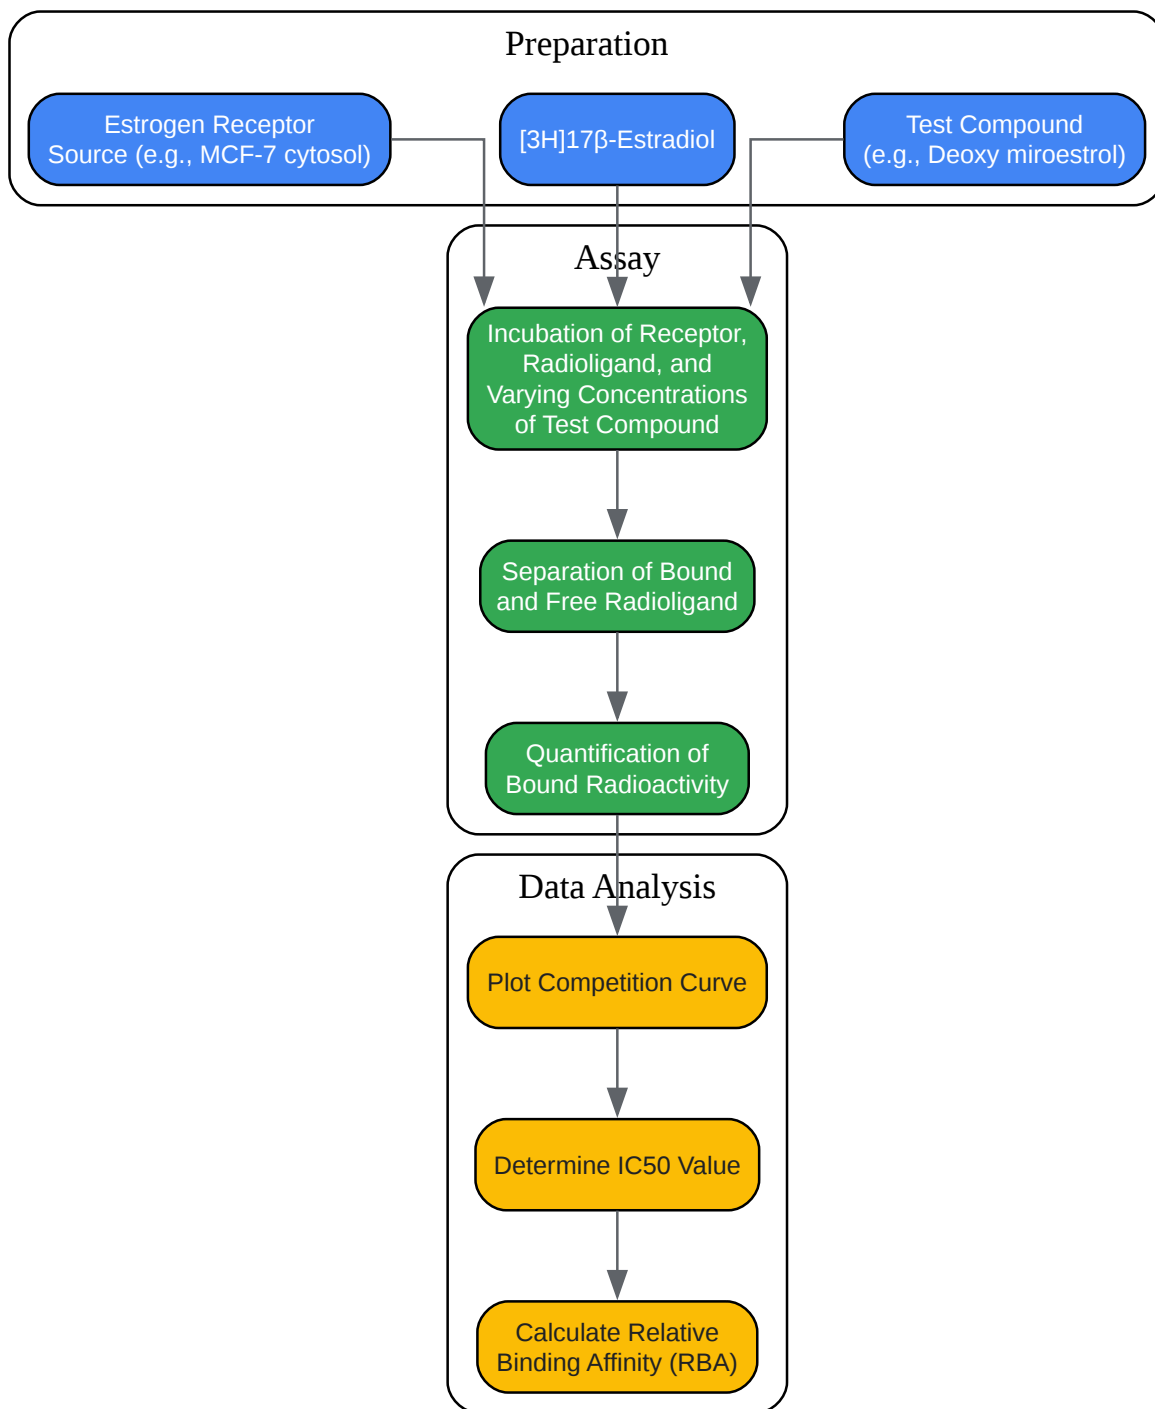 Preparation
Estrogen Receptor
Source (e.g., MCF-7 cytosol)
[3H]17β-Estradiol
Test Compound
(e.g., Deoxy miroestrol)
Assay
Incubation of Receptor,
Radioligand, and
Varying Concentrations
of Test Compound
Separation of Bound
and Free Radioligand
Quantification of
Bound Radioactivity
Data Analysis
Plot Competition Curve
Determine IC50 Value
Calculate Relative
Binding Affinity (RBA)